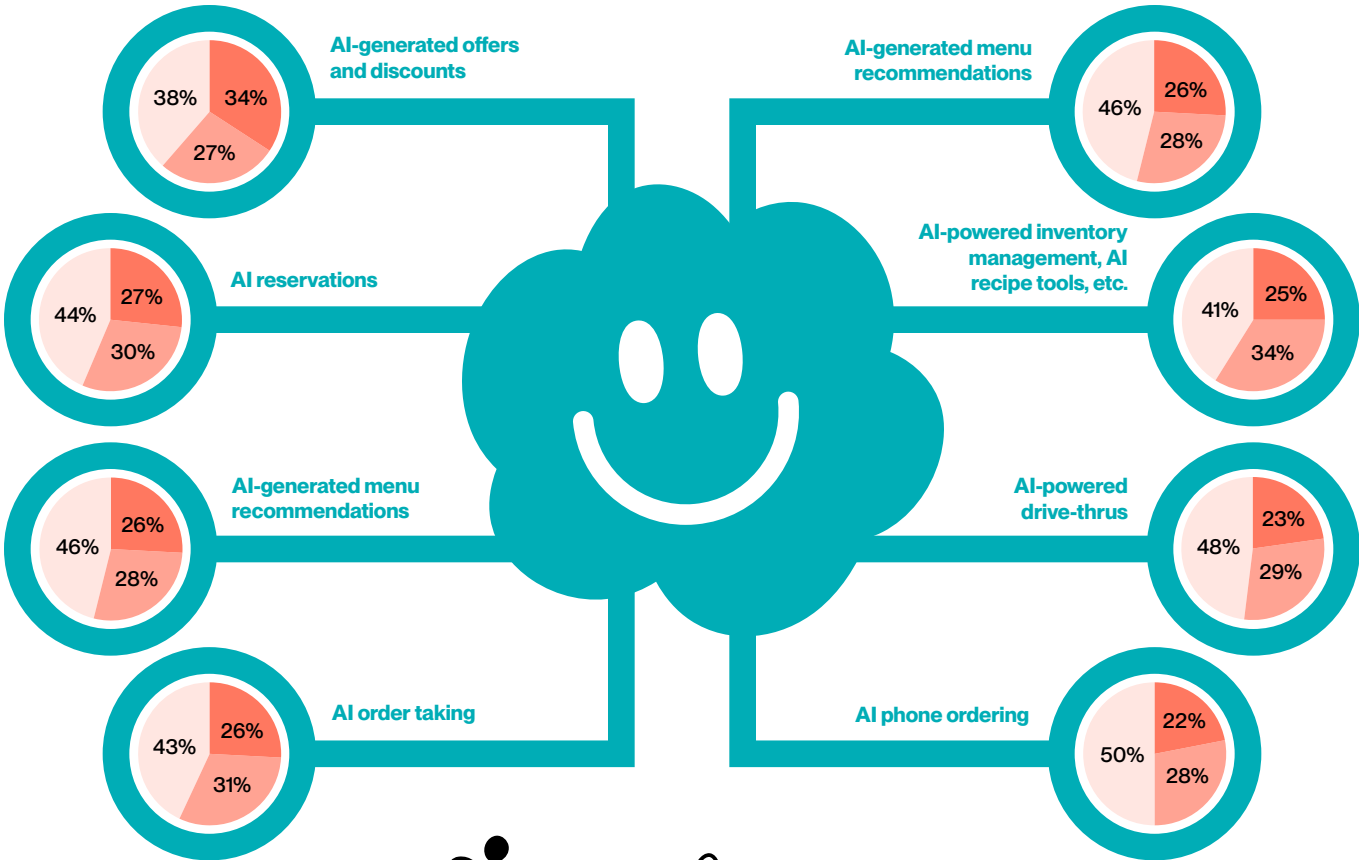 AI-generated offers
and discounts
38%
34%
27%
AI-generated menu
recommendations
46%
26%
28%
AI reservations
44%
27%
30%
AI-powered inventory
management, AI
recipe tools, etc.
41%
25%
34%
AI-generated menu
recommendations
46%
26%
28%
AI-powered
drive-thrus
48%
23%
29%
AI order taking
43%
26%
31%
AI phone ordering
50%
22%
28%